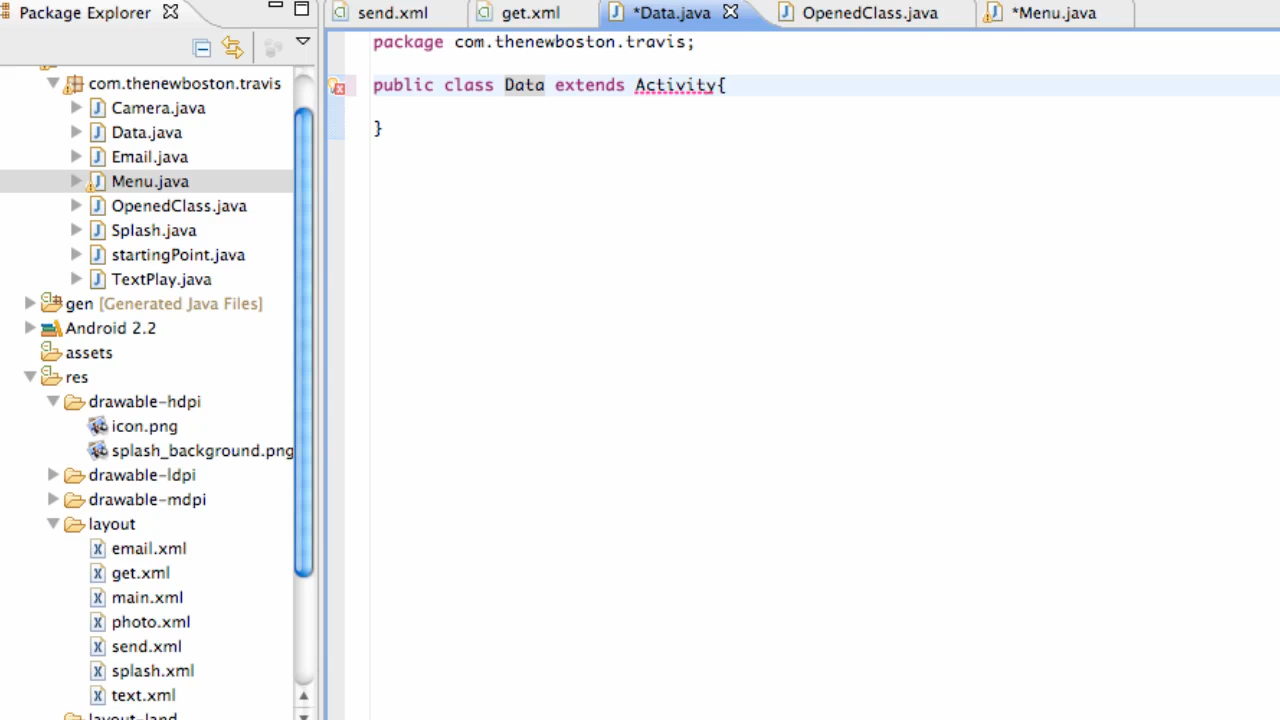 Package Explorer
com.thenewboston.travis
Camera.java
Data.java
Email.java
Menu.java
OpenedClass.java
Splash.java
startingPoint.java
TextPlay.java
gen [Generated Java Files]
Android 2.2
assets
res
drawable-hdpi
icon.png
splash_background.png
drawable-ldpi
drawable-mdpi
layout
email.xml
get.xml
main.xml
photo.xml
send.xml
splash.xml
text.xml
layout-land
send.xml
get.xml
*Data.java
OpenedClass.java
*Menu.java
package com.thenewboston.travis;
public class Data extends Activity{
}